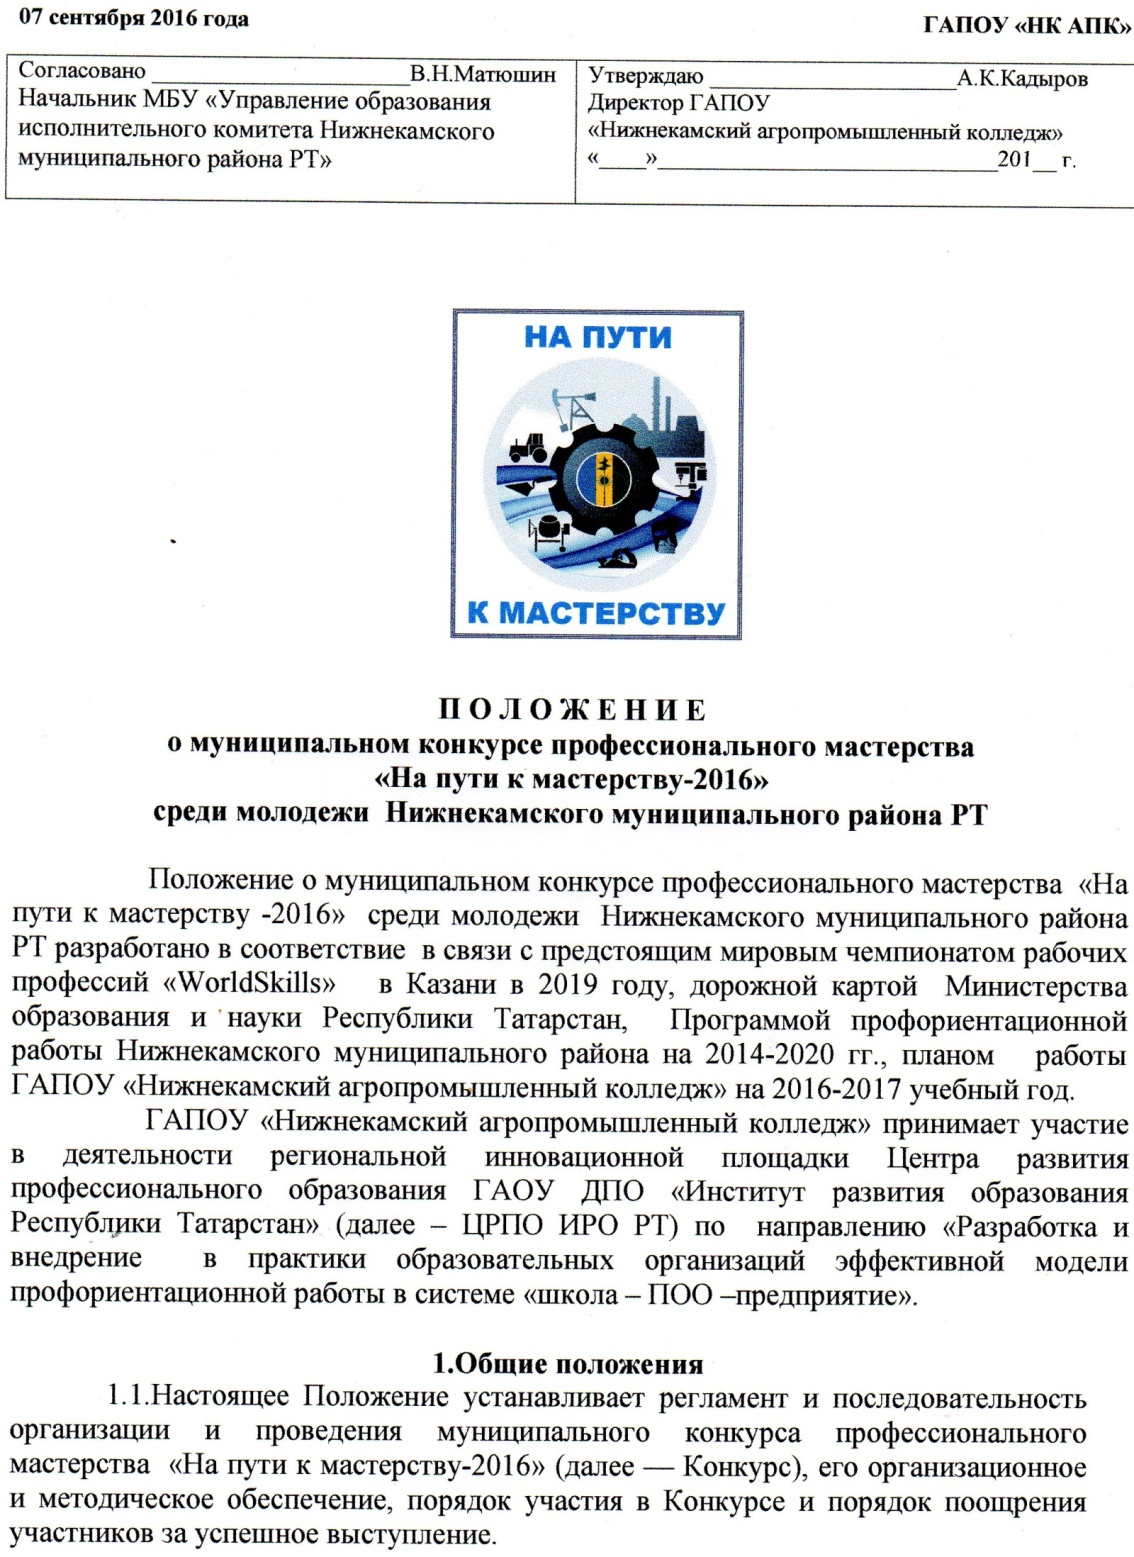 07 сентября 2016 года
ГАПОУ «НК АПК»
Согласовано ______________________В.Н.Матюшин
Начальник МБУ «Управление образования
исполнительного комитета Нижнекамского
муниципального района РТ»
Утверждаю _____________________А.К.Кадыров
Директор ГАПОУ
«Нижнекамский агропромышленный колледж»
«____»_____________________________201__ г.
НА ПУТИ
К МАСТЕРСТВУ
П О Л О Ж Е Н И Е
о муниципальном конкурсе профессионального мастерства
«На пути к мастерству-2016»
среди молодежи Нижнекамского муниципального района РТ
Положение о муниципальном конкурсе профессионального мастерства «На
пути к мастерству -2016» среди молодежи Нижнекамского муниципального района
РТ разработано в соответствие в связи с предстоящим мировым чемпионатом рабочих
профессий «WorldSkills» в Казани в 2019 году, дорожной картой Министерства
образования и науки Республики Татарстан, Программой профориентационной
работы Нижнекамского муниципального района на 2014-2020 гг., планом работы
ГАПОУ «Нижнекамский агропромышленный колледж» на 2016-2017 учебный год.
ГАПОУ «Нижнекамский агропромышленный колледж» принимает участие
в деятельности региональной инновационной площадки Центра развития
профессионального образования ГАОУ ДПО «Институт развития образования
Республики Татарстан» (далее – ЦРПО ИРО РТ) по направлению «Разработка и
внедрение в практики образовательных организаций эффективной модели
профориентационной работы в системе «школа – ПОО –предприятие».
1.Общие положения
1.1.Настоящее Положение устанавливает регламент и последовательность
организации и проведения муниципального конкурса профессионального
мастерства «На пути к мастерству-2016» (далее — Конкурс), его организационное
и методическое обеспечение, порядок участия в Конкурсе и порядок поощрения
участников за успешное выступление.